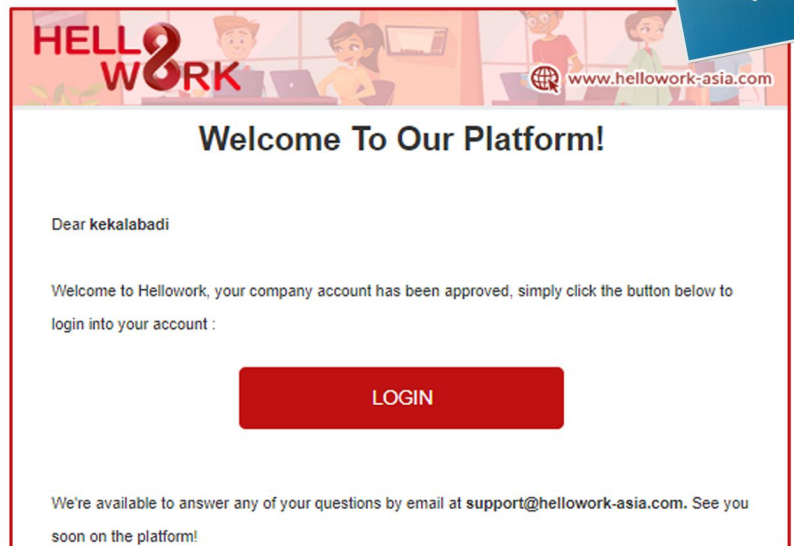 HELLO
WORK
www.hellowork-asia.com
Welcome To Our Platform!
Dear kekalabadi
Welcome to Hellowork, your company account has been approved, simply click the button below to
login into your account :
LOGIN
We're available to answer any of your questions by email at support@hellowork-asia.com. See you
soon on the platform!